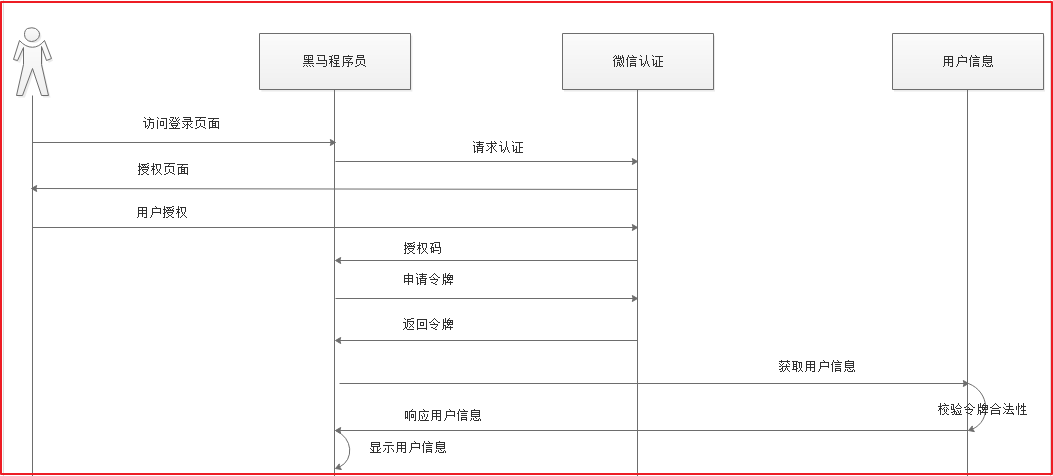 黑马程序员
微信认证
用户信息
访问登录页面
请求认证
授权页面
用户授权
授权码
申请令牌
返回令牌
获取用户信息
校验令牌合法性
响应用户信息
显示用户信息